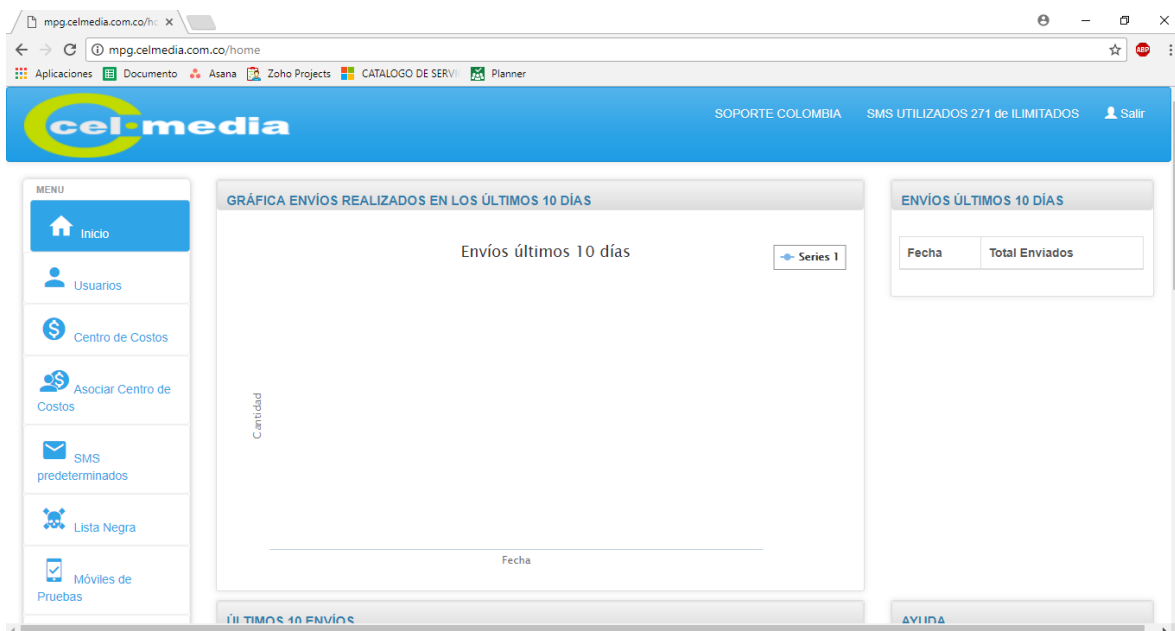 mpg.celmedia.com.co/hc
mpg.celmedia.com.co/home
ABP
Aplicaciones Documento Asana Zoho Projects CATALOGO DE SERVI Planner
cel·media
SOPORTE COLOMBIA SMS UTILIZADOS 271 de ILIMITADOS Salir
MENU
Inicio
Usuarios
Centro de Costos
Asociar Centro de
Costos
SMS
predeterminados
Lista Negra
Móviles de
Pruebas
GRÁFICA ENVÍOS REALIZADOS EN LOS ÚLTIMOS 10 DÍAS
Envíos últimos 10 días
Series 1
Cantidad
Fecha
ENVÍOS ÚLTIMOS 10 DÍAS
Fecha Total Enviados
ÚLTIMOS 10 ENVÍOS
AYUDA